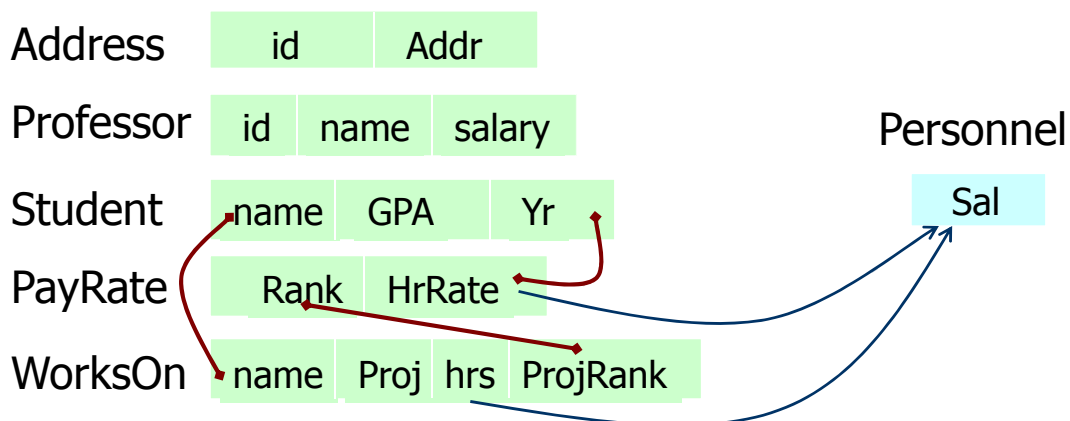 Address id Addr
Professor id name salary
Personnel
Student name GPA Yr
Sal
PayRate Rank HrRate
WorksOn name Proj hrs ProjRank